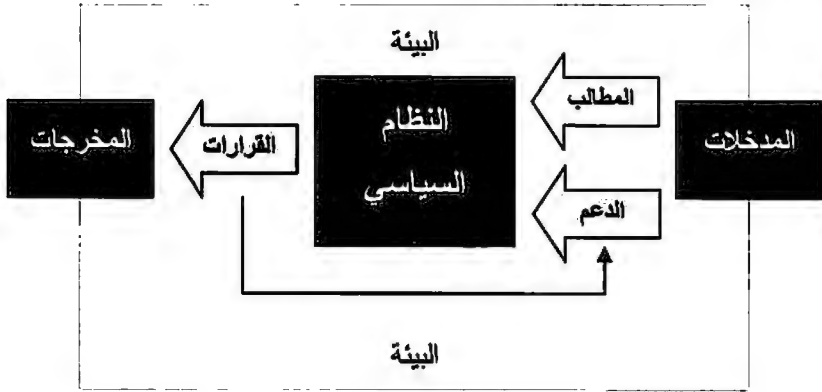 البيئة
المدخلات
المطالب
الدعم
النظام
السياسي
القرارات
المخرجات
البيئة